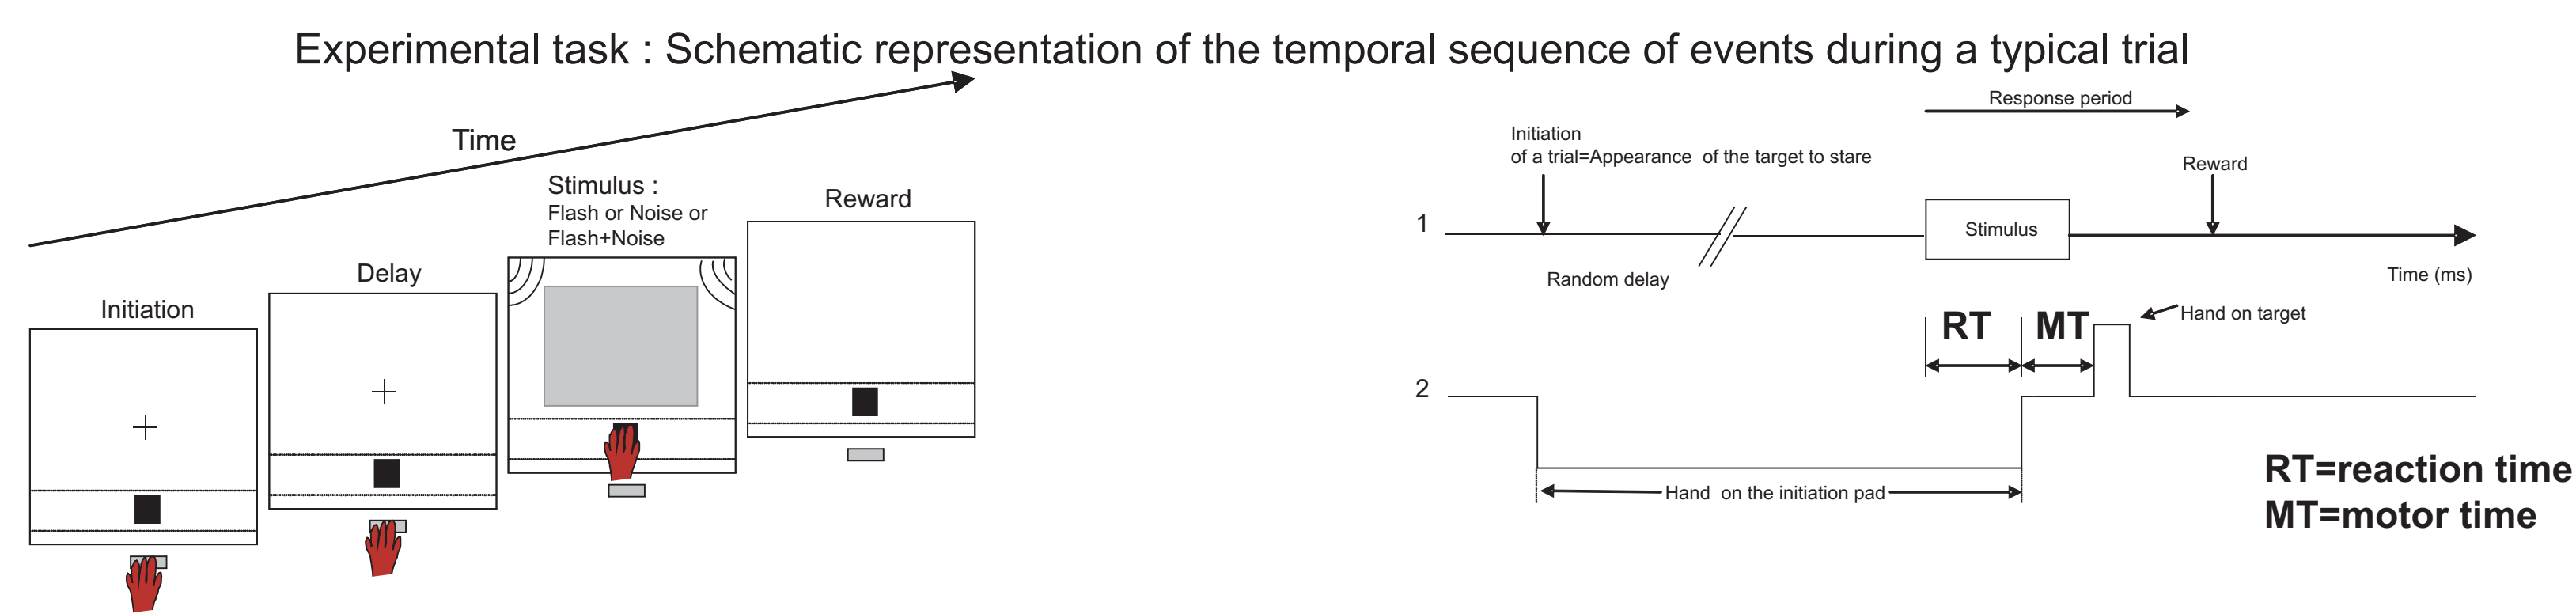 Experimental task : Schematic representation of the temporal sequence of events during a typical trial
Time
Initiation
Delay
Stimulus :
Flash or Noise or
Flash+Noise
Reward
Response period
Initiation
of a trial=Appearance of the target to stare
Reward
1
Stimulus
Random delay
Time (ms)
RT
MT
Hand on target
2
Hand on the initiation pad
RT=reaction time
MT=motor time